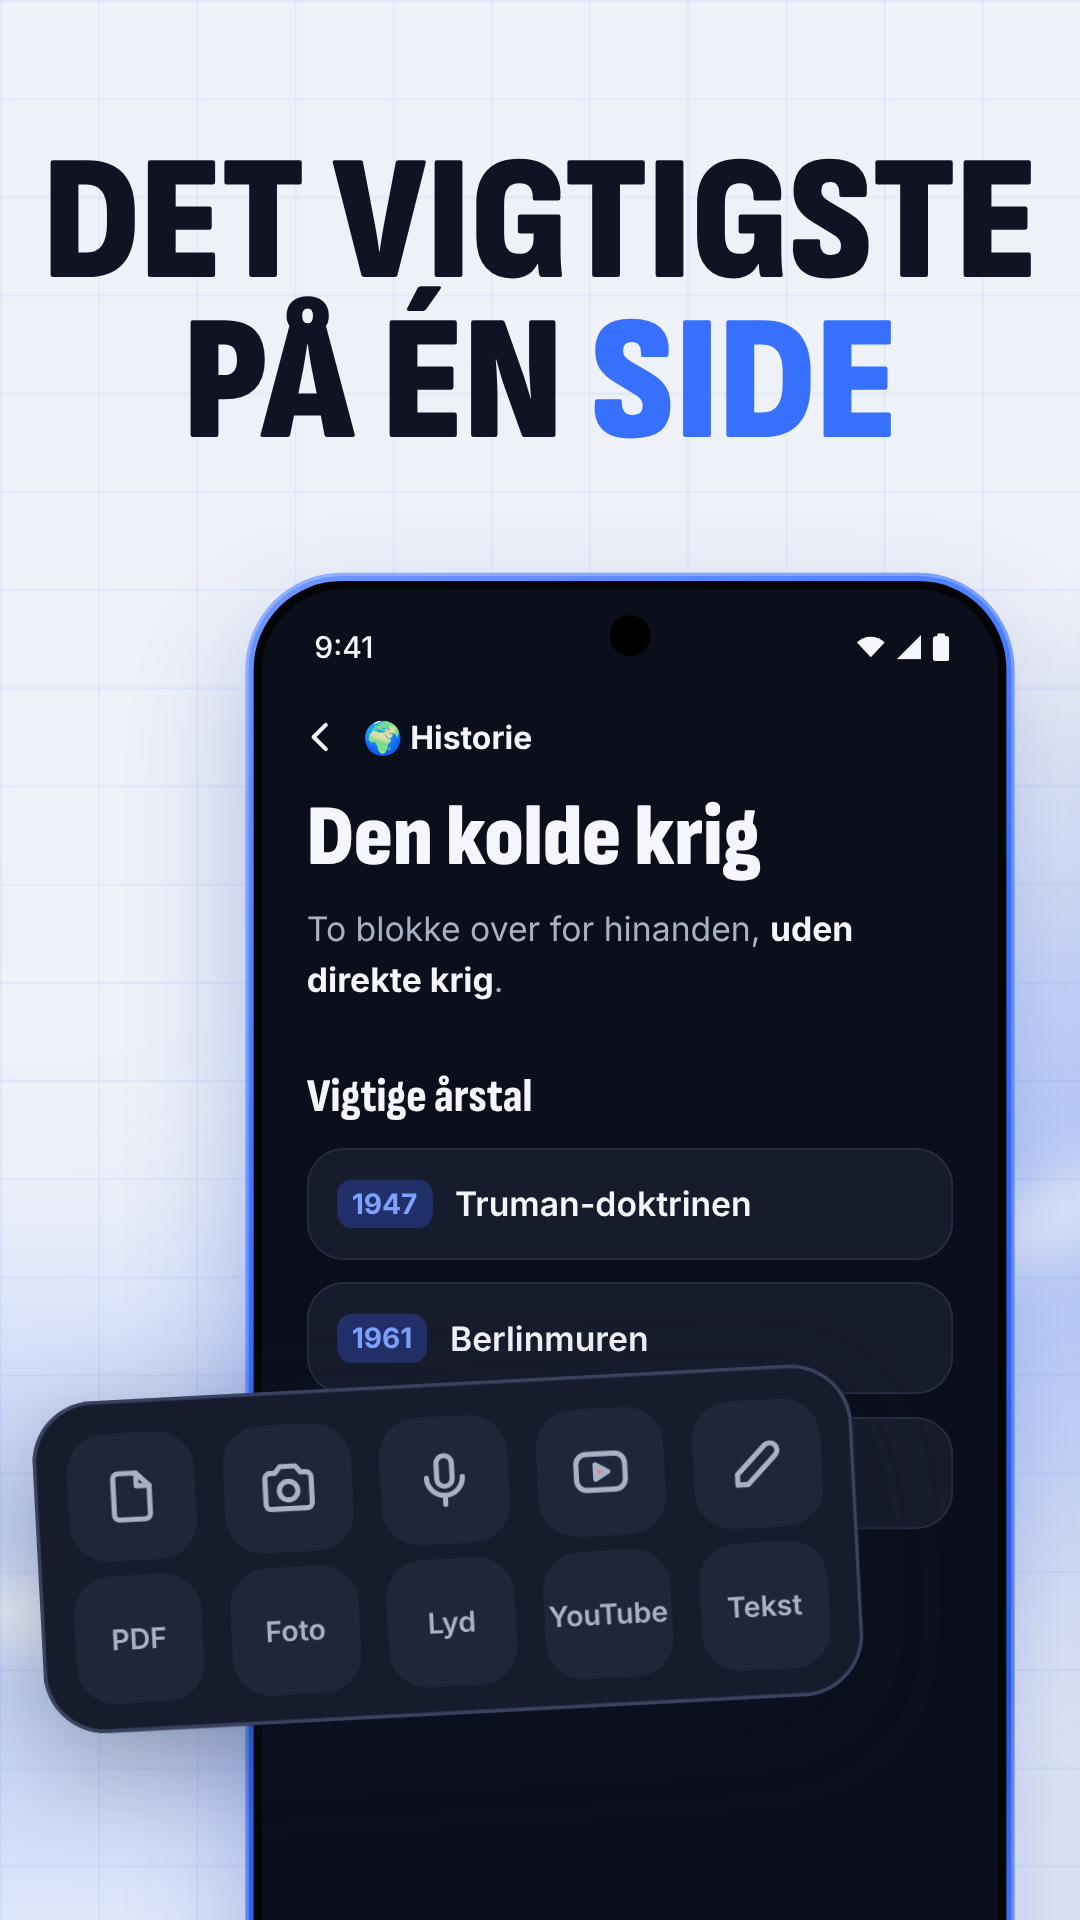 DET VIGTIGSTE
PÅ ÉN SIDE
9:41
Historie
Den kolde krig
To blokke over for hinanden, uden
direkte krig.
Vigtige årstal
1947 Truman-doktrinen
1961 Berlinmuren
PDF Foto Lyd YouTube Tekst